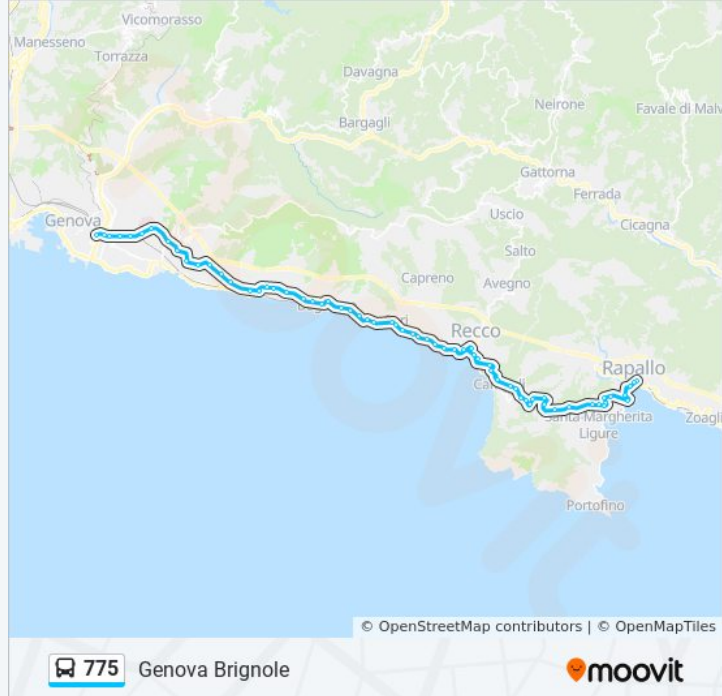 Vicomorasso
Manesseno
Torrazza
Davagna
Neirone
Favale di Malv
Bargagli
Gattorna
Ferrada
Genova
Uscio
Cicagna
Salto
Capreno
Avegno
Recco
Rapallo
Santa Margherita
Ligure
Zoagli
Portofino
© OpenStreetMap contributors | © OpenMapTiles
775 Genova Brignole
moovit